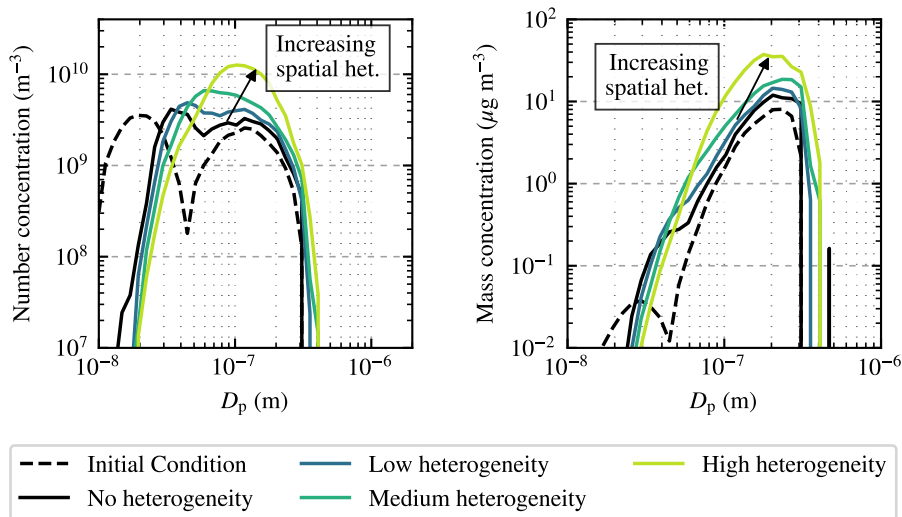 Number concentration (m⁻³)
10¹⁰
10⁹
10⁸
10⁷
Increasing
spatial het.
10⁻⁸
10⁻⁷
10⁻⁶
Dₚ (m)
Mass concentration (μg m⁻³)
10²
10¹
10⁰
10⁻¹
10⁻²
Increasing
spatial het.
10⁻⁸
10⁻⁷
10⁻⁶
Dₚ (m)
Initial Condition
No heterogeneity
Low heterogeneity
Medium heterogeneity
High heterogeneity